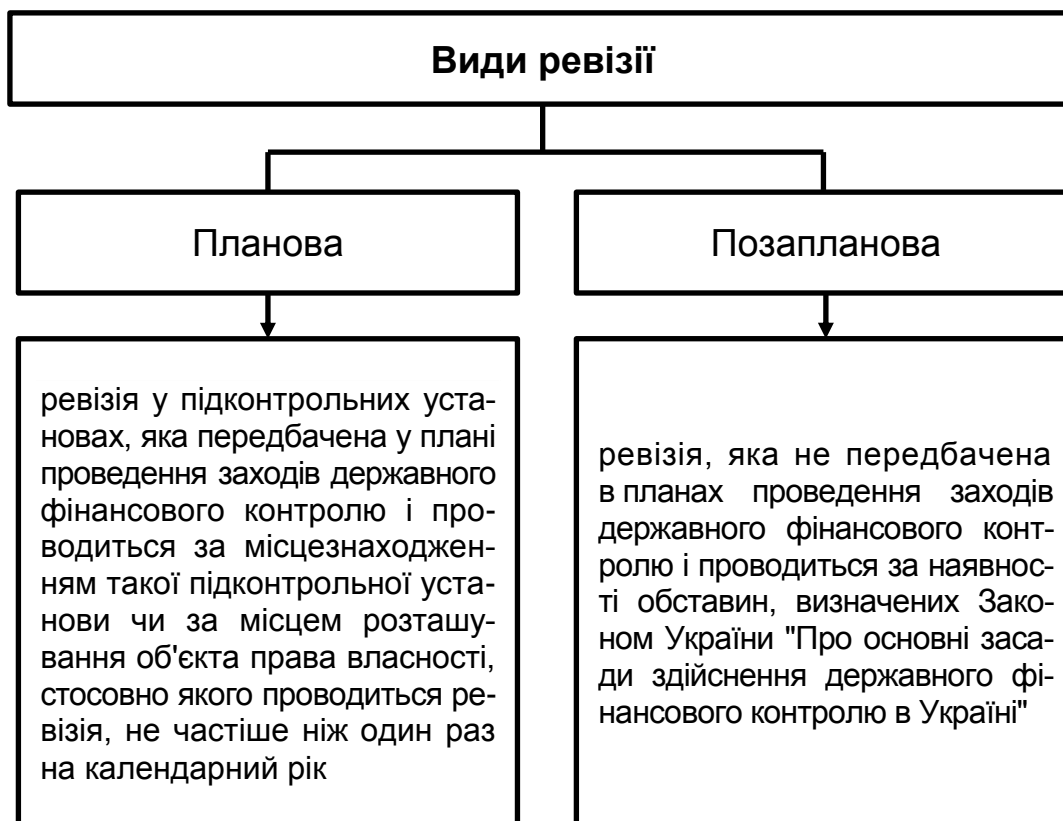 Види ревізії
Планова
Позапланова
ревізія у підконтрольних уста-
новах, яка передбачена у плані
проведення заходів державного
фінансового контролю і про-
водиться за місцезнаходжен-
ням такої підконтрольної уста-
нови чи за місцем розташу-
вання об'єкта права власності,
стосовно якого проводиться ре-
візія, не частіше ніж один раз
на календарний рік
ревізія, яка не передбачена
в планах проведення заходів
державного фінансового конт-
ролю і проводиться за наявнос-
ті обставин, визначених Зако-
ном України "Про основні заса-
ди здійснення державного фі-
нансового контролю в Україні"